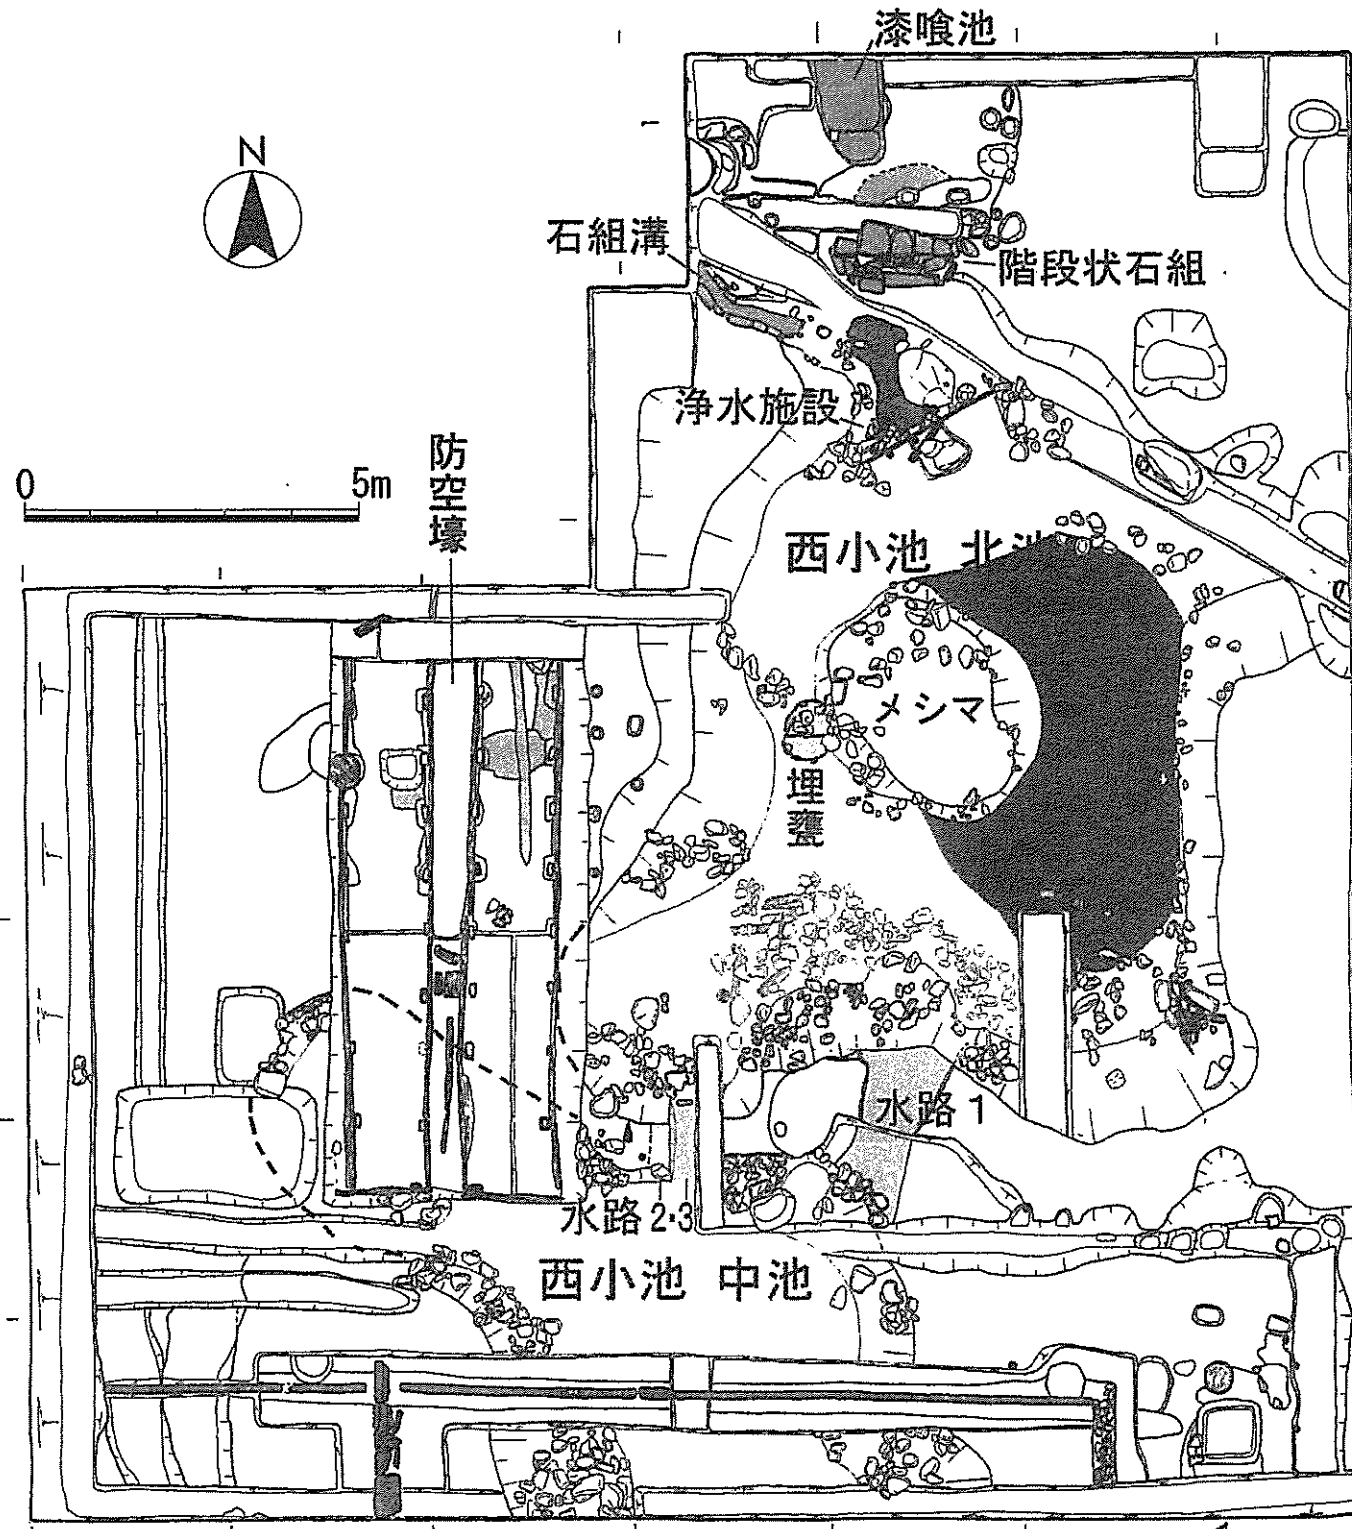 漆喰池
N
石組溝
階段状石組
浄水施設
0 5m
防空壕
西小池 北池
メシマ
埋甕
水路1
水路2・3
西小池 中池